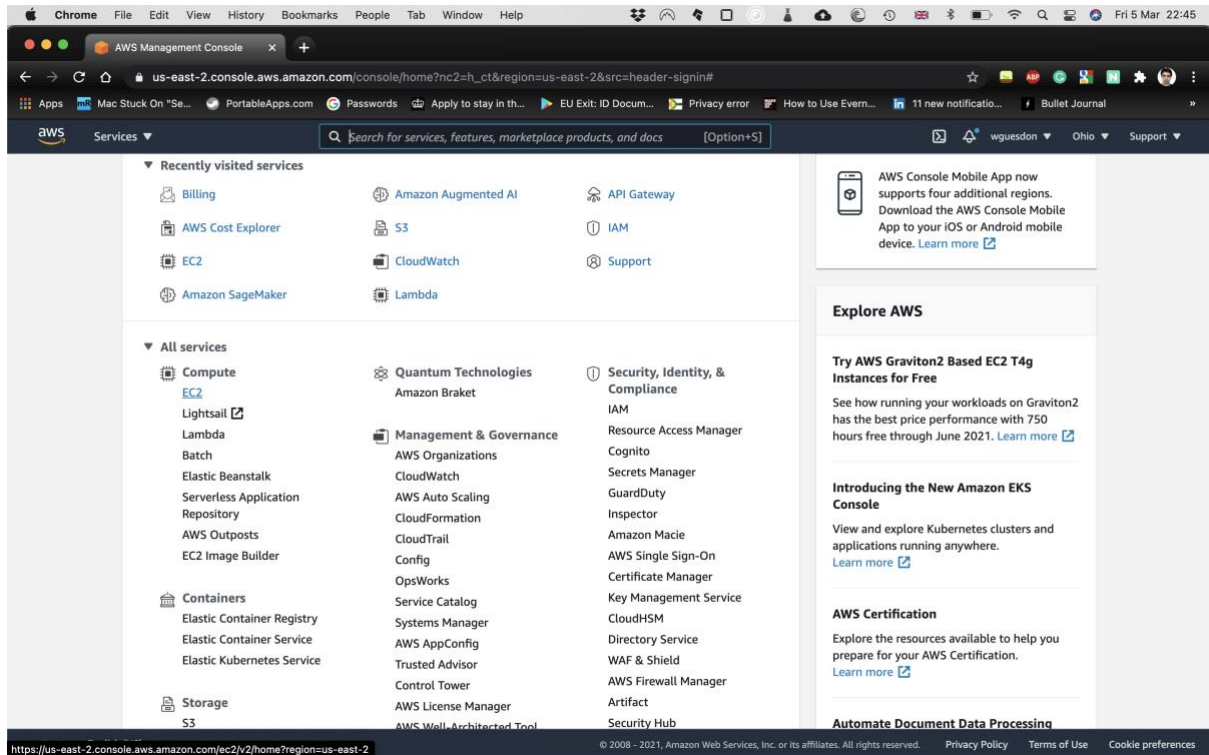 Chrome File Edit View History Bookmarks People Tab Window Help Fri 5 Mar 22:45
AWS Management Console
us-east-2.console.aws.amazon.com/console/home?nc2=h_ct&region=us-east-2&src=header-signin#
Apps Mac Stuck On "Se... PortableApps.com Passwords Apply to stay in th... EU Exit: ID Docum... Privacy error How to Use Evern... 11 new notificatio... Bullet Journal »
aws Services Search for services, features, marketplace products, and docs [Option+S] wguesdon Ohio Support
Recently visited services
Billing Amazon Augmented AI API Gateway
AWS Cost Explorer S3 IAM
EC2 CloudWatch Support
Amazon SageMaker Lambda
All services
Compute
EC2
Lightsail
Lambda
Batch
Elastic Beanstalk
Serverless Application
Repository
AWS Outposts
EC2 Image Builder
Containers
Elastic Container Registry
Elastic Container Service
Elastic Kubernetes Service
Storage
S3
Quantum Technologies
Amazon Braket
Management & Governance
AWS Organizations
CloudWatch
AWS Auto Scaling
CloudFormation
CloudTrail
Config
OpsWorks
Service Catalog
Systems Manager
AWS AppConfig
Trusted Advisor
Control Tower
AWS License Manager
AWS Well-Architected Tool
Security, Identity, &
Compliance
IAM
Resource Access Manager
Cognito
Secrets Manager
GuardDuty
Inspector
Amazon Macie
AWS Single Sign-On
Certificate Manager
Key Management Service
CloudHSM
Directory Service
WAF & Shield
AWS Firewall Manager
Artifact
Security Hub
AWS Console Mobile App now
supports four additional regions.
Download the AWS Console Mobile
App to your iOS or Android mobile
device. Learn more
Explore AWS
Try AWS Graviton2 Based EC2 T4g
Instances for Free
See how running your workloads on Graviton2
has the best price performance with 750
hours free through June 2021. Learn more
Introducing the New Amazon EKS
Console
View and explore Kubernetes clusters and
applications running anywhere.
Learn more
AWS Certification
Explore the resources available to help you
prepare for your AWS Certification.
Learn more
Automate Document Data Processing
https://us-east-2.console.aws.amazon.com/ec2/v2/home?region=us-east-2
© 2008 - 2021, Amazon Web Services, Inc. or its affiliates. All rights reserved. Privacy Policy Terms of Use Cookie preferences